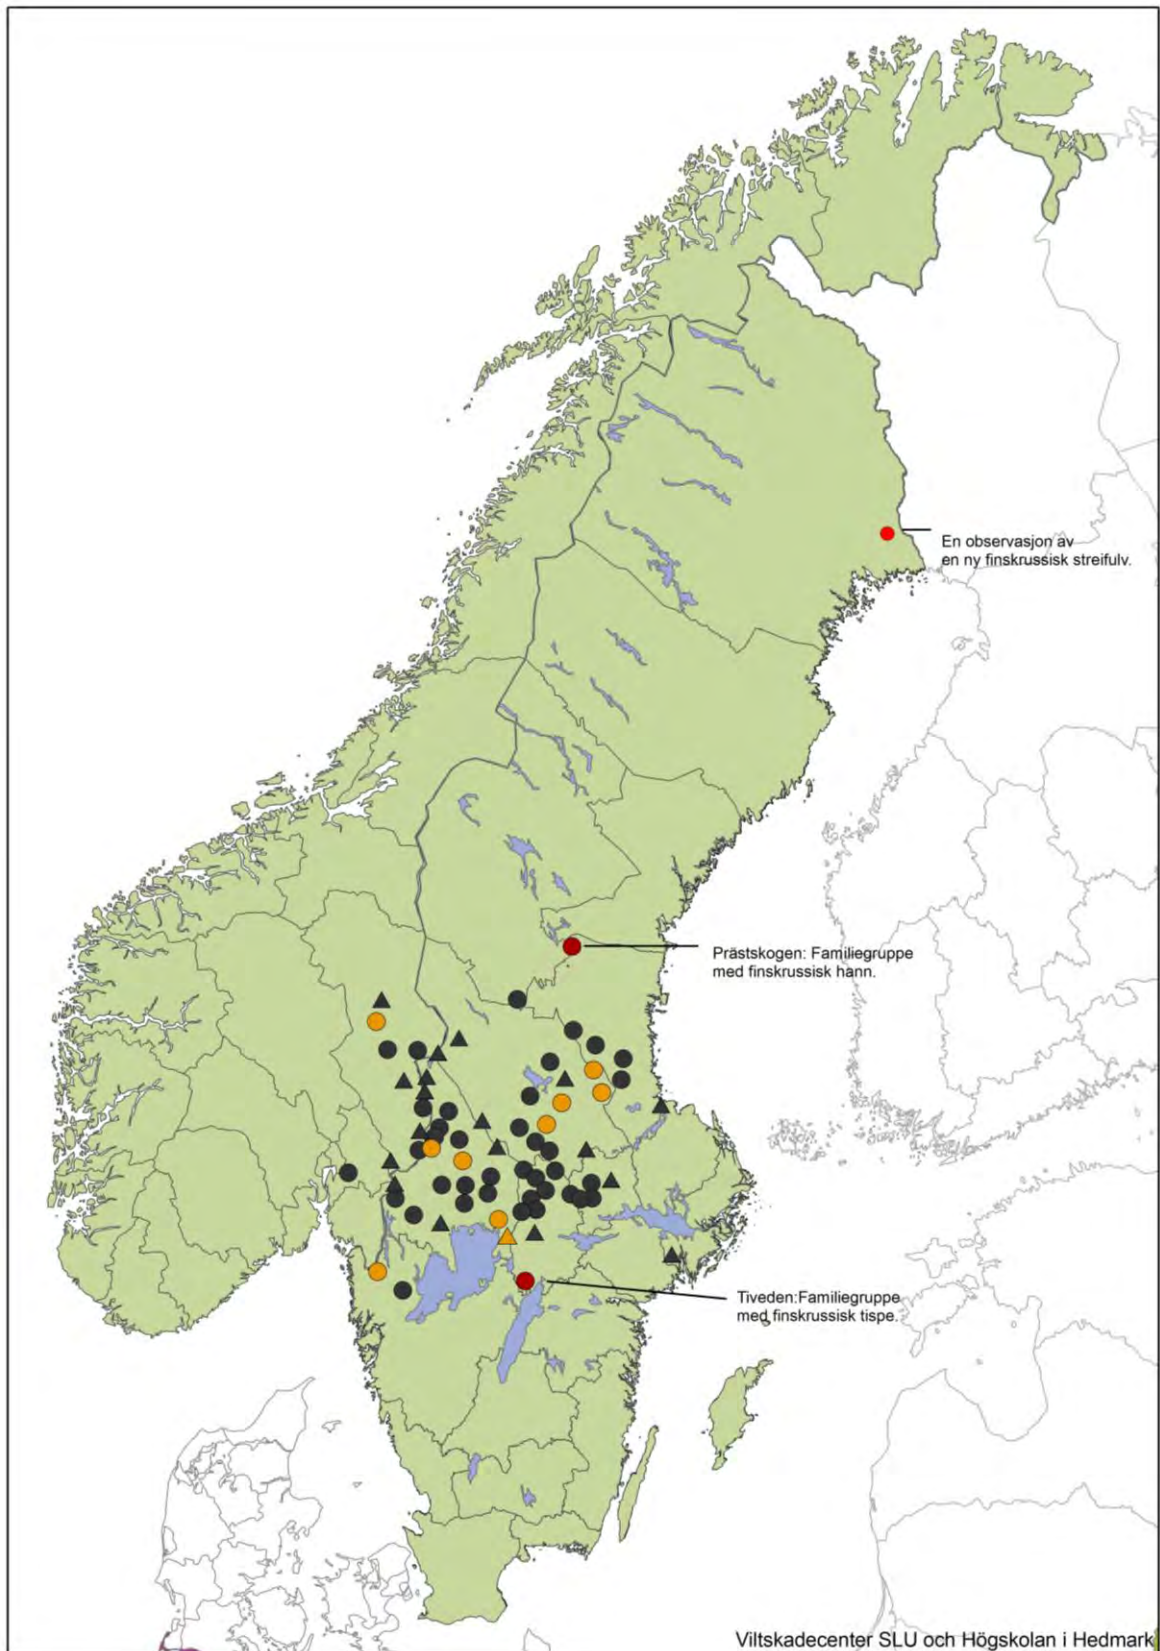 En observasjon av
en ny finskrussisk streifulv.
Prästskogen: Familiegruppe
med finskrussisk hann.
Tiveden:Familiegruppe
med finskrussisk tispe.
Viltskadecenter SLU och Högskolan i Hedmark